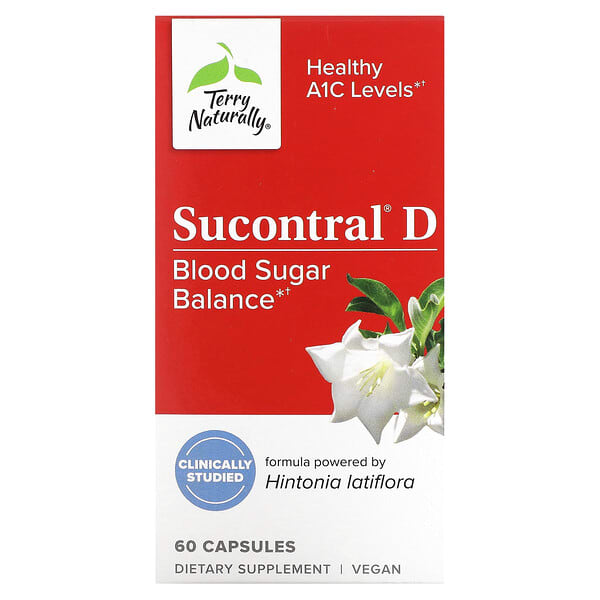 Terry
Naturally®
Healthy
A1C Levels*†
Sucontral® D
Blood Sugar
Balance*†
CLINICALLY
STUDIED
formula powered by
Hintonia latiflora
60 CAPSULES
DIETARY SUPPLEMENT | VEGAN